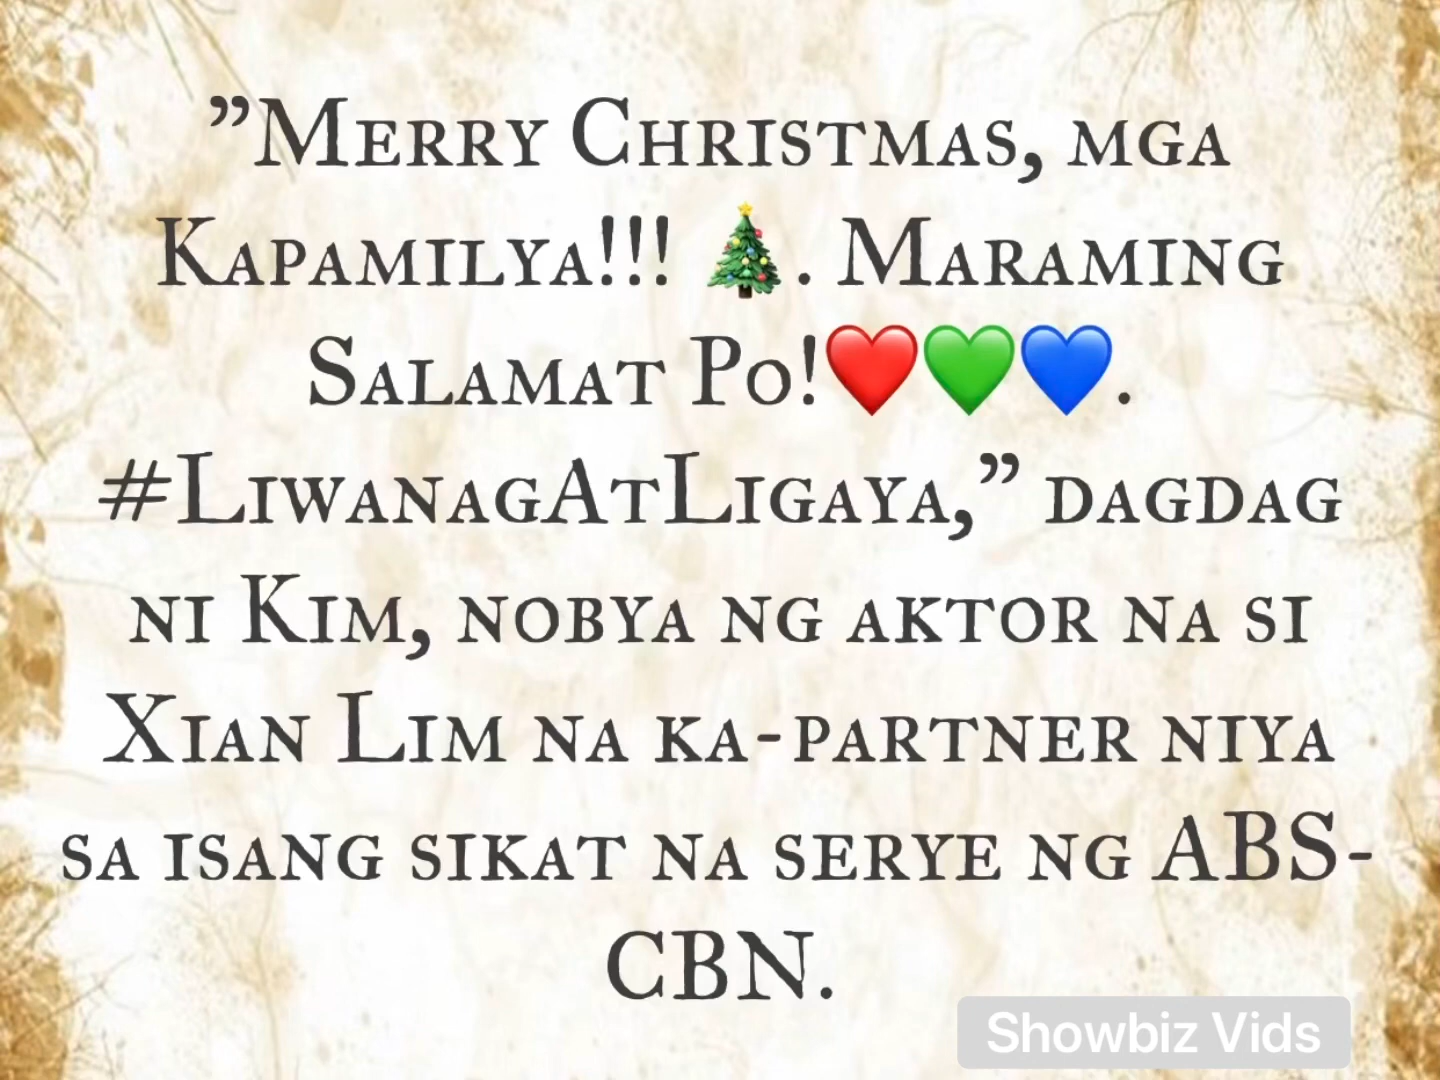 ”Merry Christmas, mga
Kapamilya!!! 🎄. Maraming
Salamat Po!❤️💚💙.
#LiwanagAtLigaya,” dagdag
ni Kim, nobya ng aktor na si
Xian Lim na ka-partner niya
sa isang sikat na serye ng ABS-
CBN.
Showbiz Vids